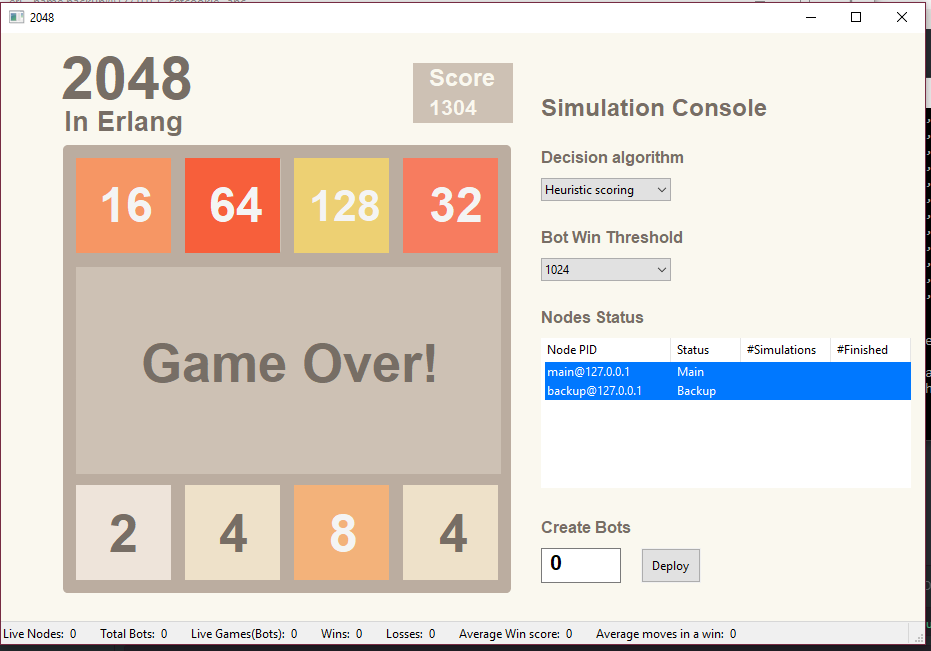 2048
2048
In Erlang
Score
1304
16 64 128 32
Game Over!
2 4 8 4
Simulation Console
Decision algorithm
Heuristic scoring
Bot Win Threshold
1024
Nodes Status
Node PID Status #Simulations #Finished
main@127.0.0.1 Main
backup@127.0.0.1 Backup
Create Bots
0 Deploy
Live Nodes: 0 Total Bots: 0 Live Games(Bots): 0 Wins: 0 Losses: 0 Average Win score: 0 Average moves in a win: 0